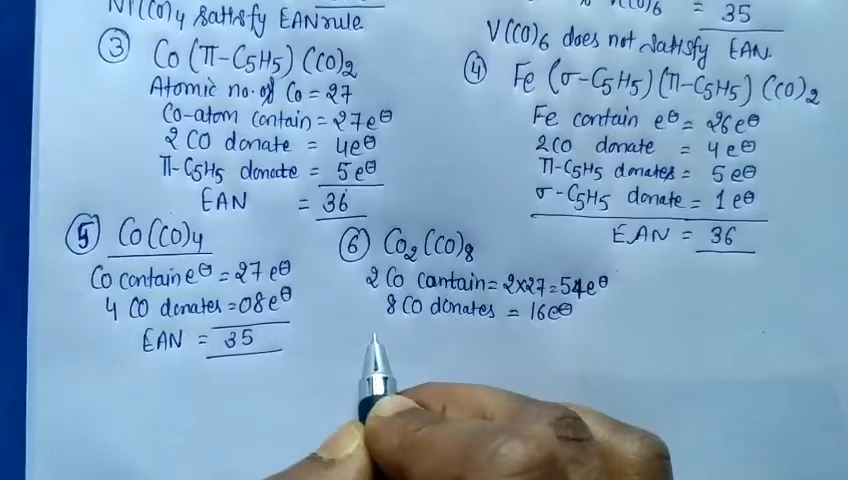 Ni(CO)4 satisfy EAN rule
③ Co(π-C5H5)(CO)2
Atomic no. of Co = 27
Co-atom contain = 27e⊖
2 CO donate = 4e⊖
π-C5H5 donate = 5e⊖
EAN = 36
V(CO)6 = 35
V(CO)6 does not satisfy EAN.
④ Fe(σ-C5H5)(π-C5H5)(CO)2
Fe contain e⊖ = 26e⊖
2CO donate = 4e⊖
π-C5H5 donates = 5e⊖
σ-C5H5 donate = 1e⊖
EAN = 36
⑤ Co(CO)4
Co contain e⊖ = 27e⊖
4 CO donates = 08e⊖
EAN = 35
⑥ Co2(CO)8
2 Co cantain = 2x27 = 54e⊖
8 CO donates = 16e⊖